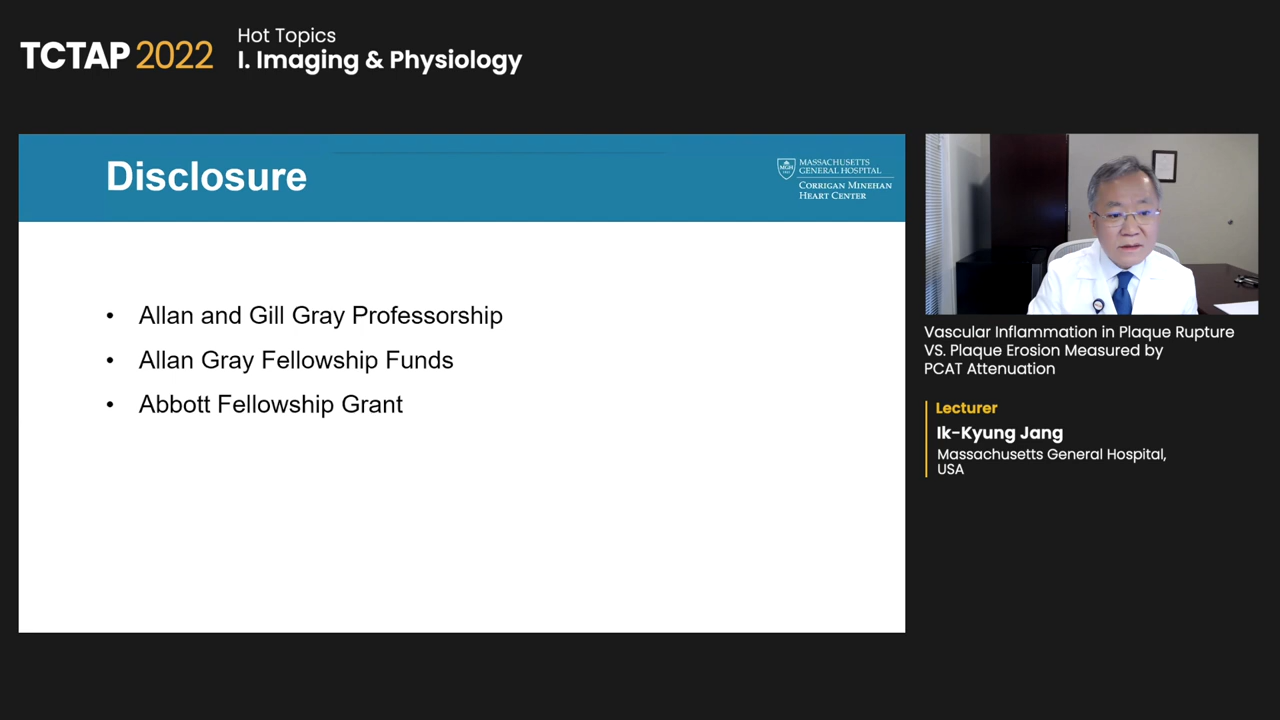 TCTAP 2022
Hot Topics
I. Imaging & Physiology
Disclosure
MGH
MASSACHUSETTS
GENERAL HOSPITAL
CORRIGAN MINEHAN
HEART CENTER
• Allan and Gill Gray Professorship
• Allan Gray Fellowship Funds
• Abbott Fellowship Grant
Vascular Inflammation in Plaque Rupture
VS. Plaque Erosion Measured by
PCAT Attenuation
Lecturer
Ik-Kyung Jang
Massachusetts General Hospital,
USA